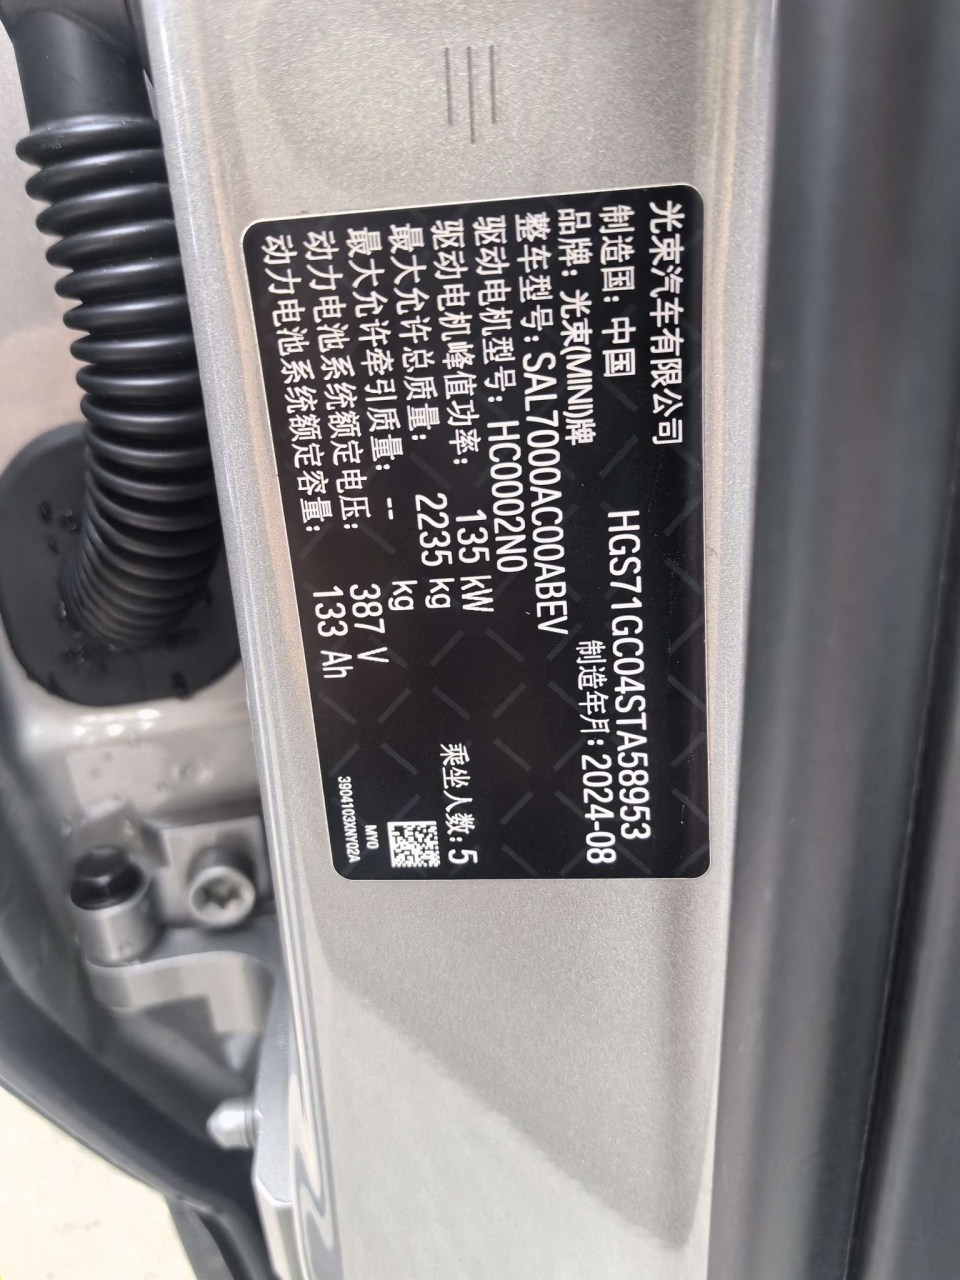 光束汽车有限公司
制造国: 中国 HGS71GC04STA58953
品牌: 光束(MINI)牌 制造年月: 2024-08
整车型号: SAL7000AC00ABEV
驱动电机型号: HC0002N0
驱动电机峰值功率: 135 kW
最大允许总质量: 2235 kg 乘坐人数: 5
最大允许牵引质量: -- kg
动力电池系统额定电压: 387 V MY0
动力电池系统额定容量: 133 Ah 3904103XNY02A